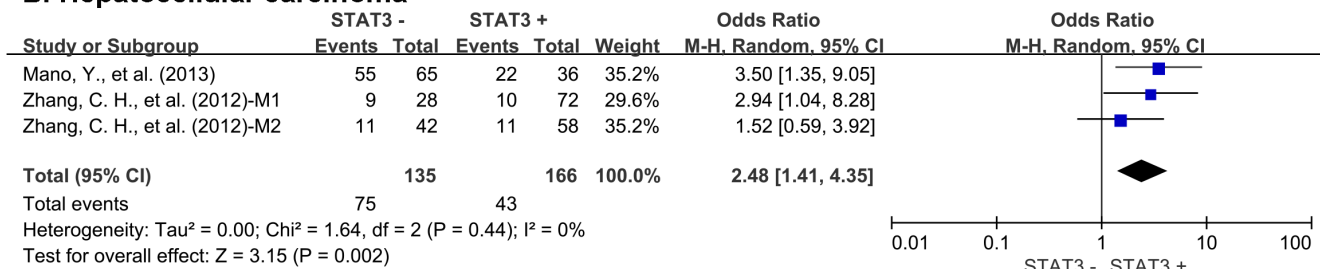 B. Hepatocellular carcinoma
STAT3 - STAT3 + Odds Ratio Odds Ratio
Study or Subgroup Events Total Events Total Weight M-H, Random, 95% CI M-H, Random, 95% CI
Mano, Y., et al. (2013) 55 65 22 36 35.2% 3.50 [1.35, 9.05]
Zhang, C. H., et al. (2012)-M1 9 28 10 72 29.6% 2.94 [1.04, 8.28]
Zhang, C. H., et al. (2012)-M2 11 42 11 58 35.2% 1.52 [0.59, 3.92]
Total (95% CI) 135 166 100.0% 2.48 [1.41, 4.35]
Total events 75 43
Heterogeneity: Tau² = 0.00; Chi² = 1.64, df = 2 (P = 0.44); I² = 0%
Test for overall effect: Z = 3.15 (P = 0.002)
0.01 0.1 1 10 100
STAT3 - STAT3 +